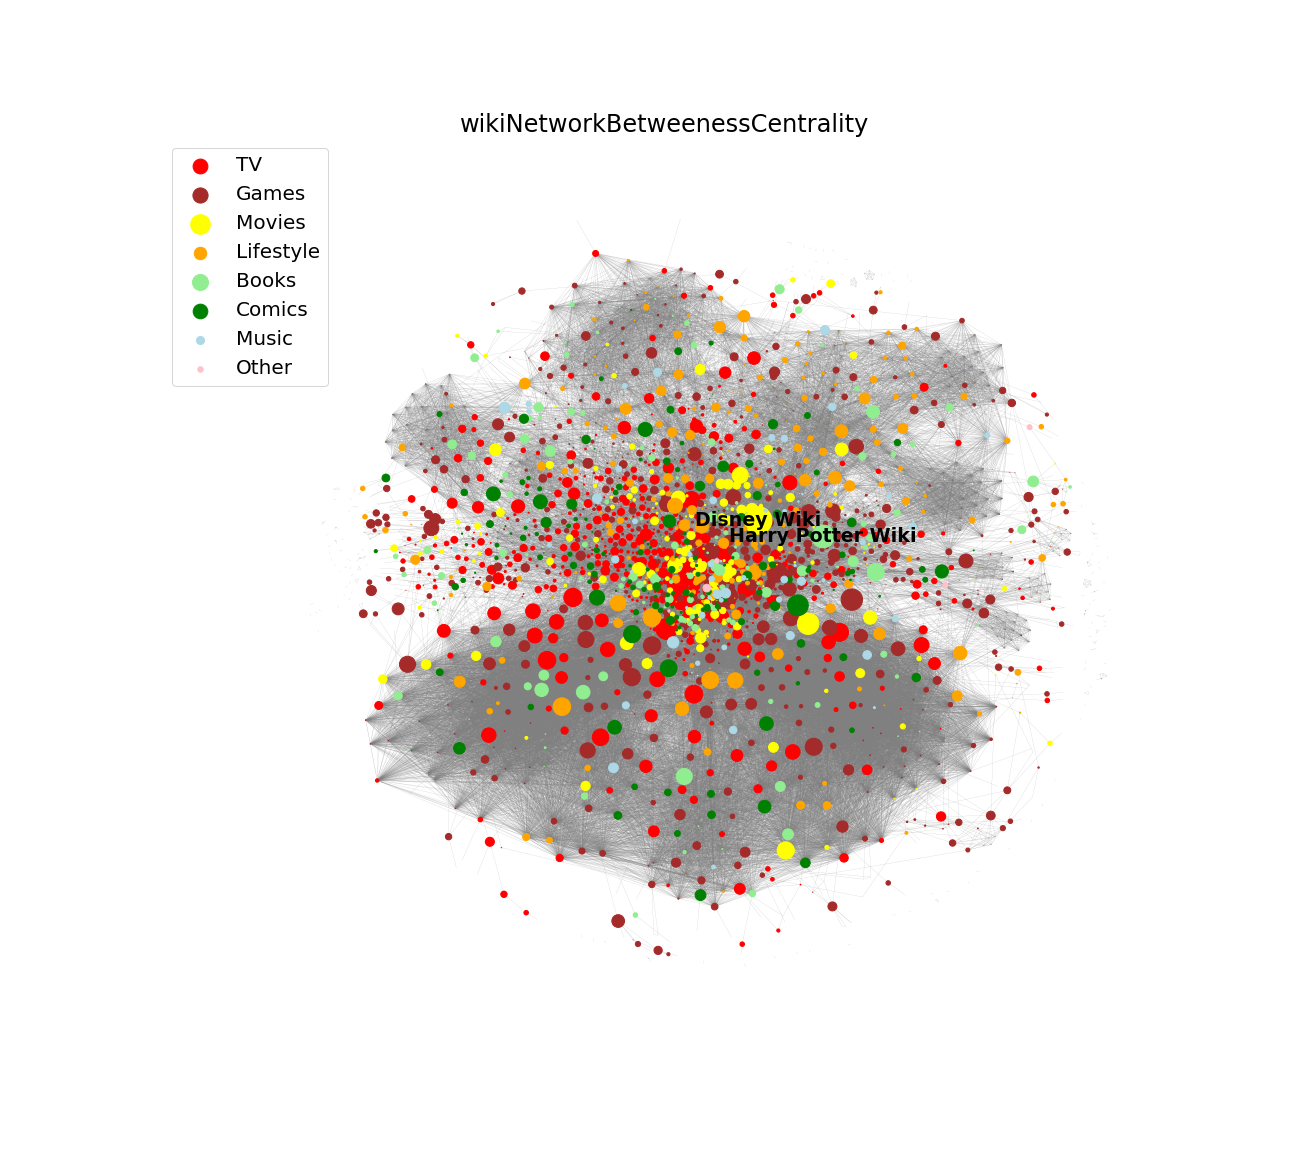 wikiNetworkBetweenessCentrality
TV
Games
Movies
Lifestyle
Books
Comics
Music
Other
Disney Wiki
Harry Potter Wiki